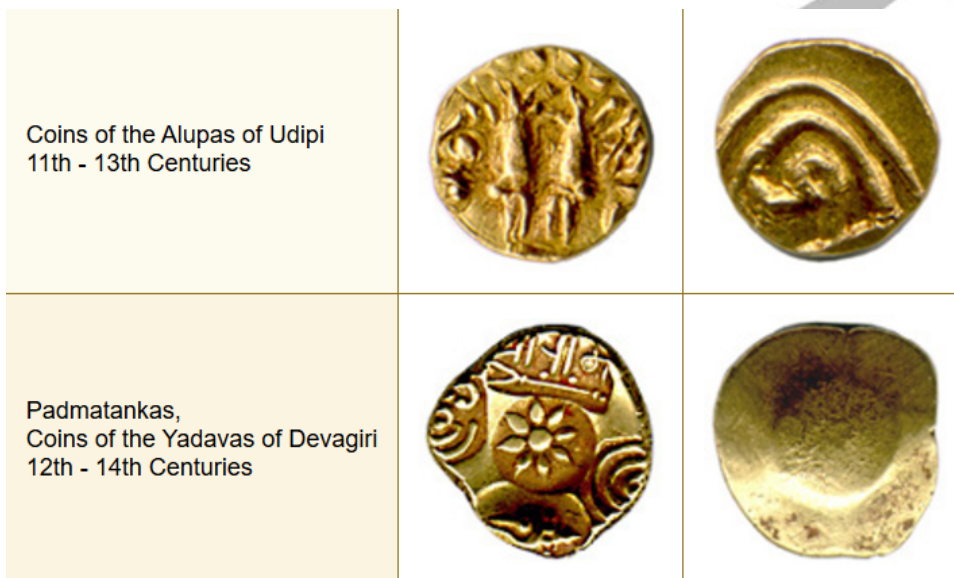 Coins of the Alupas of Udipi
11th - 13th Centuries
Padmatankas,
Coins of the Yadavas of Devagiri
12th - 14th Centuries